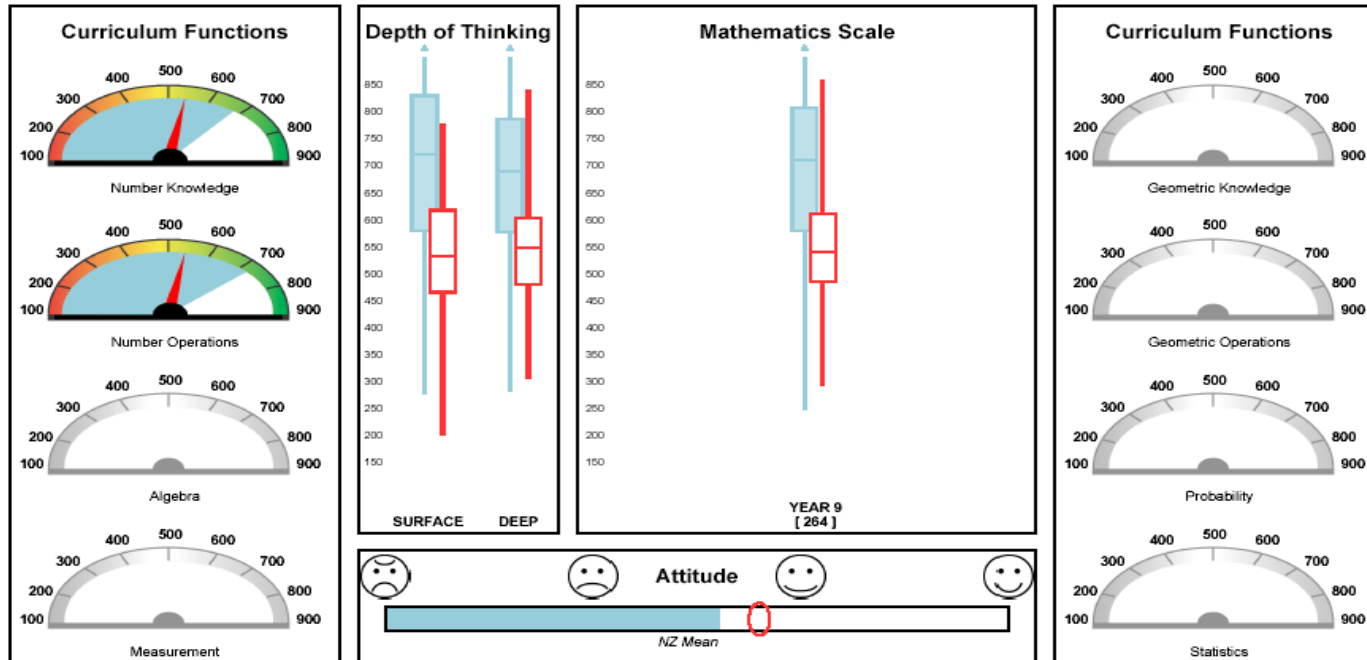 Curriculum Functions
100 200 300 400 500 600 700 800 900
Number Knowledge
100 200 300 400 500 600 700 800 900
Number Operations
100 200 300 400 500 600 700 800 900
Algebra
100 200 300 400 500 600 700 800 900
Measurement
Depth of Thinking
850
800
750
700
650
600
550
500
450
400
350
300
250
200
150
SURFACE DEEP
Mathematics Scale
850
800
750
700
650
600
550
500
450
400
350
300
250
200
150
YEAR 9
[ 264 ]
Attitude
NZ Mean
Curriculum Functions
100 200 300 400 500 600 700 800 900
Geometric Knowledge
100 200 300 400 500 600 700 800 900
Geometric Operations
100 200 300 400 500 600 700 800 900
Probability
100 200 300 400 500 600 700 800 900
Statistics